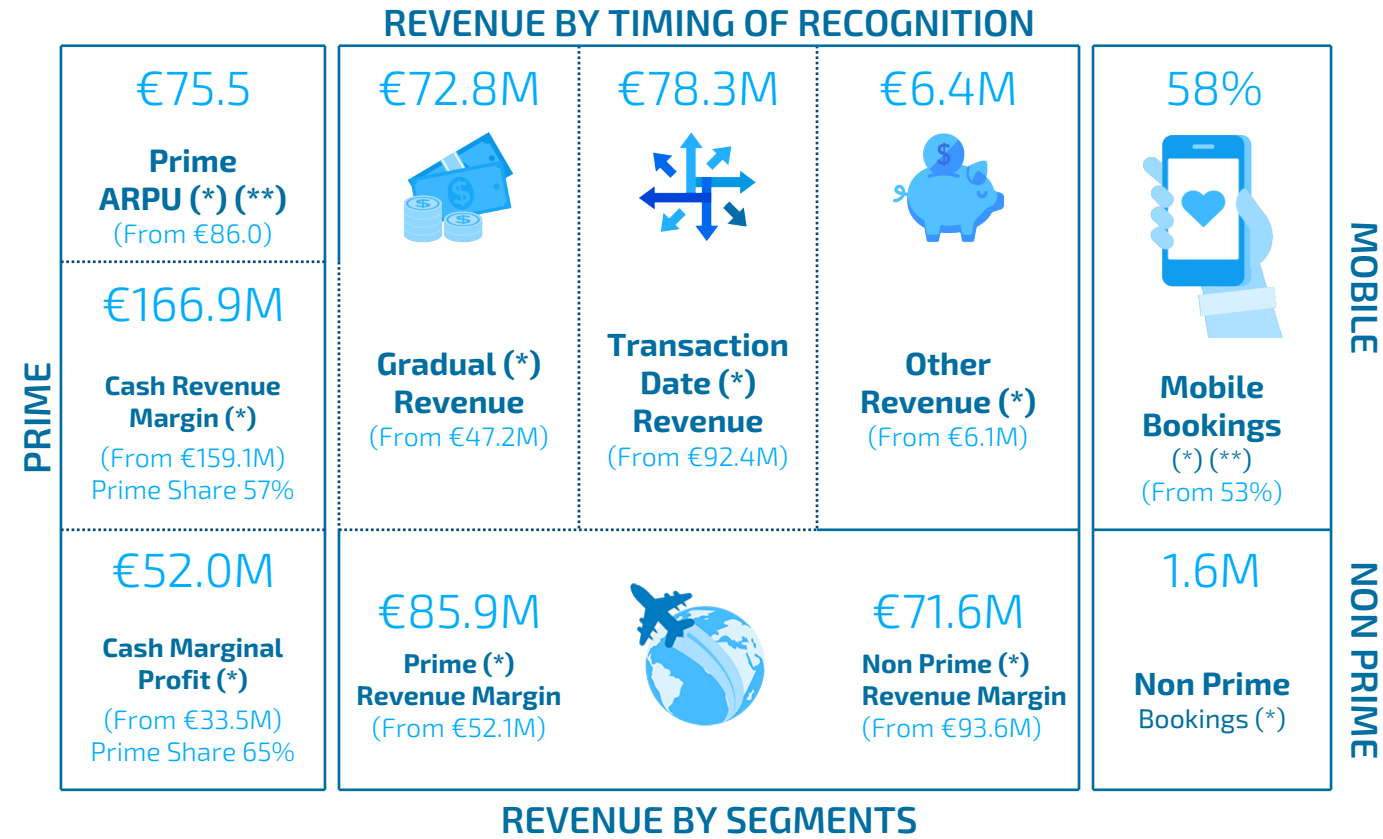 REVENUE BY TIMING OF RECOGNITION
PRIME
€75.5
Prime
ARPU (*) (**)
(From €86.0)
€166.9M
Cash Revenue
Margin (*)
(From €159.1M)
Prime Share 57%
€52.0M
Cash Marginal
Profit (*)
(From €33.5M)
Prime Share 65%
€72.8M
$
$
$
Gradual (*)
Revenue
(From €47.2M)
€78.3M
Transaction
Date (*)
Revenue
(From €92.4M)
€6.4M
$
Other
Revenue (*)
(From €6.1M)
€85.9M
Prime (*)
Revenue Margin
(From €52.1M)
€71.6M
Non Prime (*)
Revenue Margin
(From €93.6M)
REVENUE BY SEGMENTS
58%
Mobile
Bookings
(*) (**)
(From 53%)
MOBILE
1.6M
Non Prime
Bookings (*)
NON PRIME